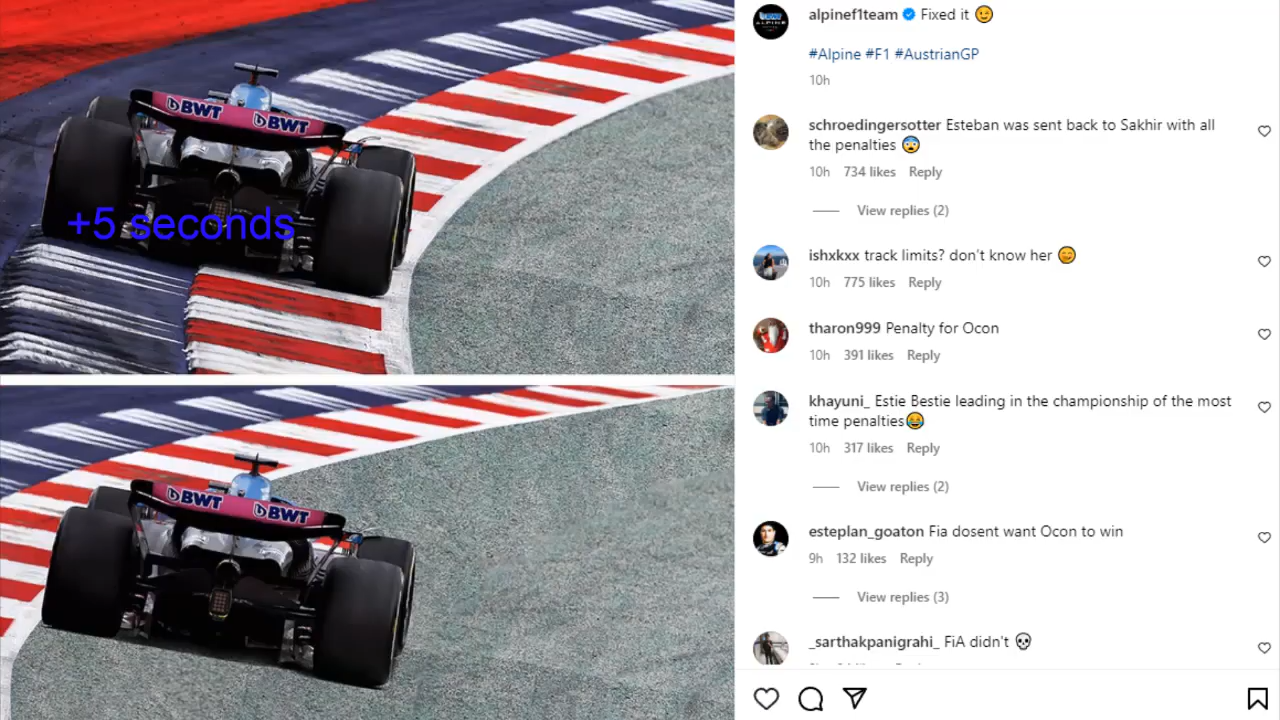 BWT BWT
+5 seconds
BWT BWT
alpinef1team Fixed it 😉
#Alpine #F1 #AustrianGP
10h
schroedingersotter Esteban was sent back to Sakhir with all
the penalties 😨
10h 734 likes Reply
View replies (2)
ishxkxx track limits? don't know her 😊
10h 775 likes Reply
tharon999 Penalty for Ocon
10h 391 likes Reply
khayuni_ Estie Bestie leading in the championship of the most
time penalties😂
10h 317 likes Reply
View replies (2)
esteplan_goaton Fia dosent want Ocon to win
9h 132 likes Reply
View replies (3)
_sarthakpanigrahi_ FiA didn't 💀